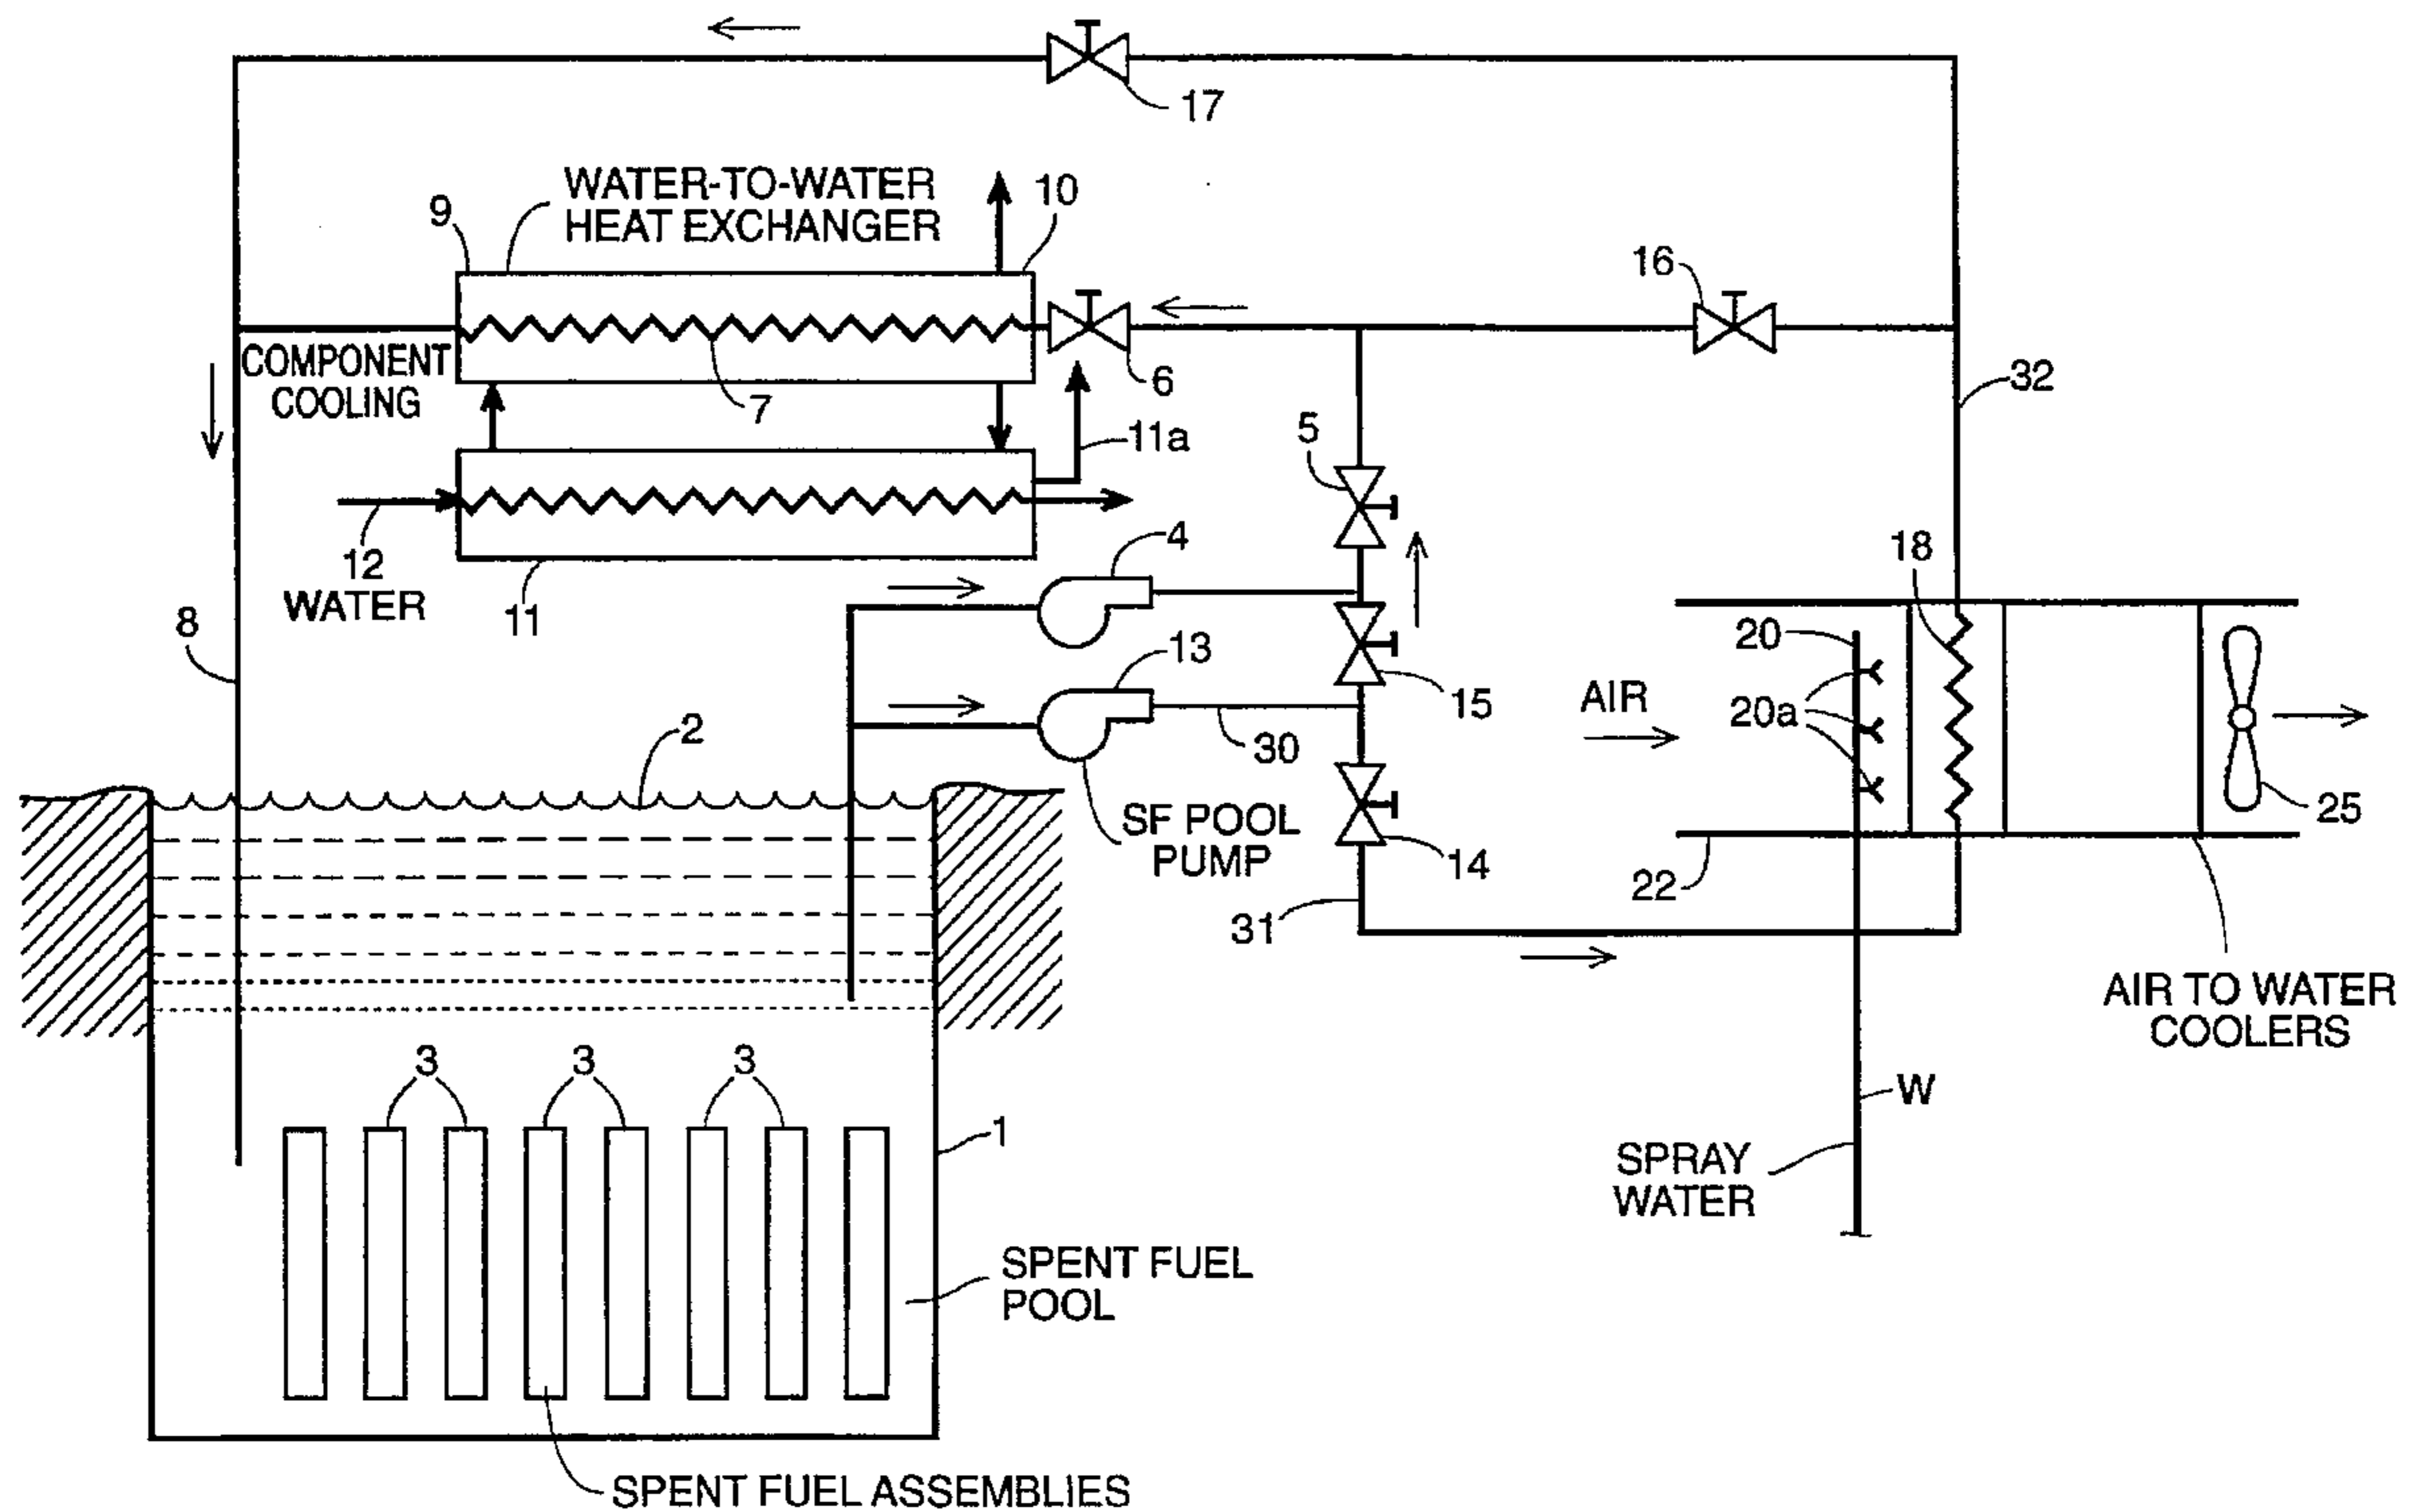 17
WATER-TO-WATER
HEAT EXCHANGER
9
10
16
COMPONENT
COOLING
7
6
32
11a
5
12
WATER
11
4
18
8
13
20
15
AIR
20a
2
30
25
SF POOL
PUMP
14
22
31
AIR TO WATER
COOLERS
3
3
3
1
W
SPRAY
WATER
SPENT FUEL
POOL
SPENT FUEL ASSEMBLIES